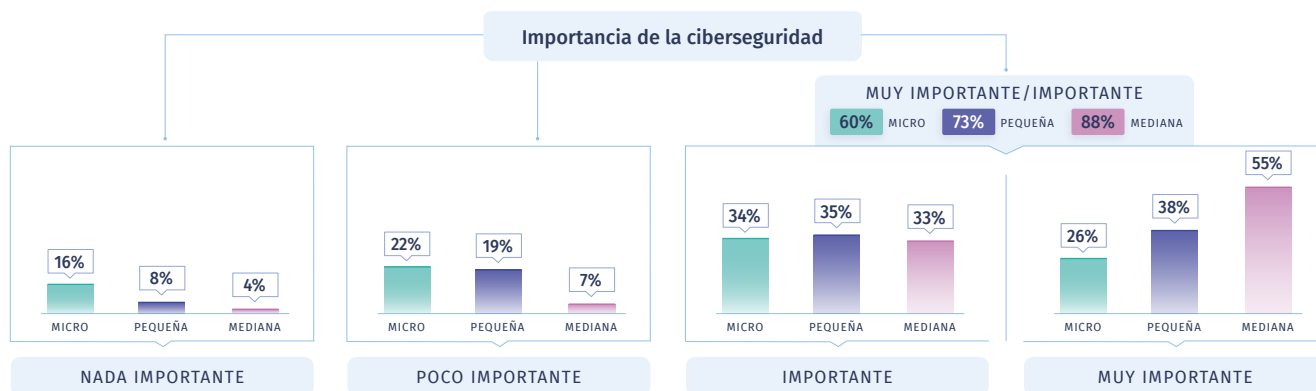 Importancia de la ciberseguridad
MUY IMPORTANTE/IMPORTANTE
60% MICRO 73% PEQUEÑA 88% MEDIANA
16% 8% 4%
MICRO PEQUEÑA MEDIANA
NADA IMPORTANTE
22% 19% 7%
MICRO PEQUEÑA MEDIANA
POCO IMPORTANTE
34% 35% 33%
MICRO PEQUEÑA MEDIANA
IMPORTANTE
26% 38% 55%
MICRO PEQUEÑA MEDIANA
MUY IMPORTANTE